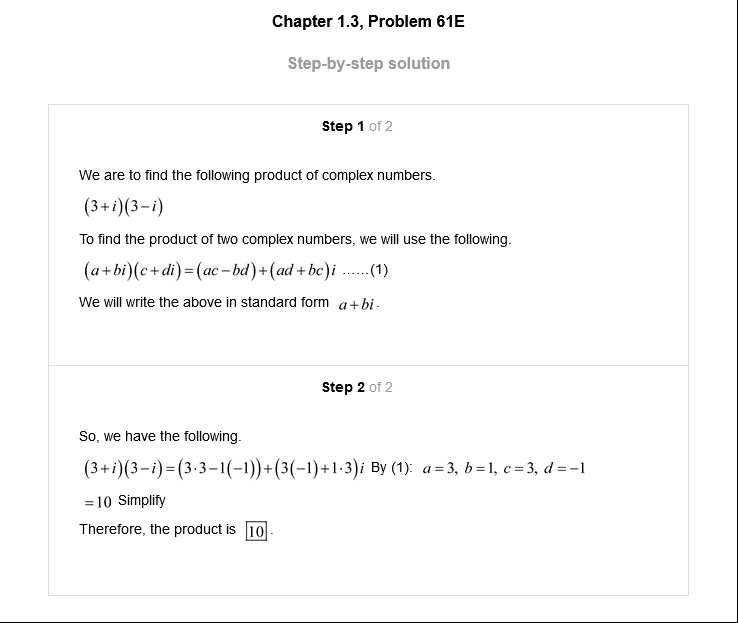 Chapter 1.3, Problem 61E
Step-by-step solution
Step 1 of 2
We are to find the following product of complex numbers.
(3+i)(3−i)
To find the product of two complex numbers, we will use the following.
(a+bi)(c+di)=(ac−bd)+(ad+bc)i ......(1)
We will write the above in standard form a+bi.
Step 2 of 2
So, we have the following.
(3+i)(3−i)=(3·3−1(−1))+(3(−1)+1·3)i By (1): a=3, b=1, c=3, d=−1
=10 Simplify
Therefore, the product is 10.